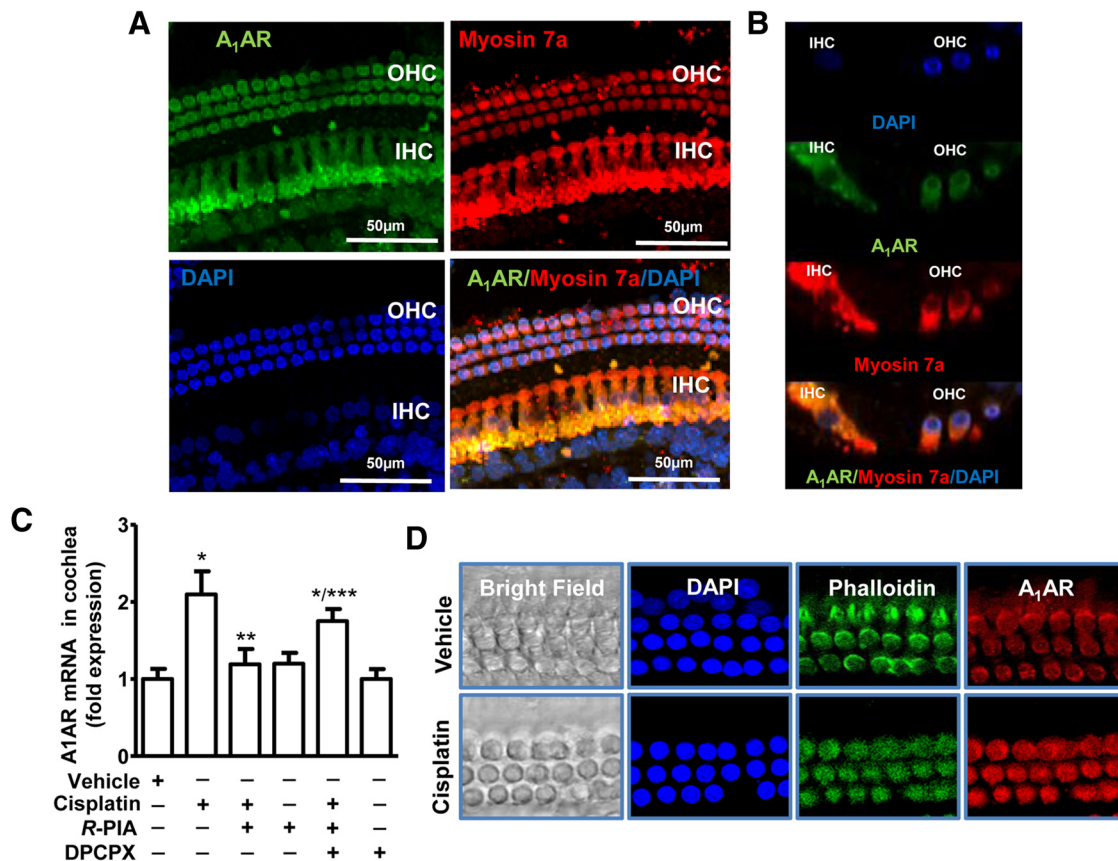 A
A₁AR
OHC
IHC
50µm
Myosin 7a
OHC
IHC
50µm
DAPI
OHC
IHC
50µm
A₁AR/Myosin 7a/DAPI
OHC
IHC
50µm
B
IHC OHC
DAPI
IHC OHC
A₁AR
IHC OHC
Myosin 7a
IHC OHC
A₁AR/Myosin 7a/DAPI
C
A1AR mRNA in cochlea
(fold expression)
3
2
1
0
* ** */***
Vehicle + – – – – –
Cisplatin – + + – + –
R-PIA – – + + + –
DPCPX – – – – + +
D
Bright Field DAPI Phalloidin A₁AR
Vehicle
Cisplatin